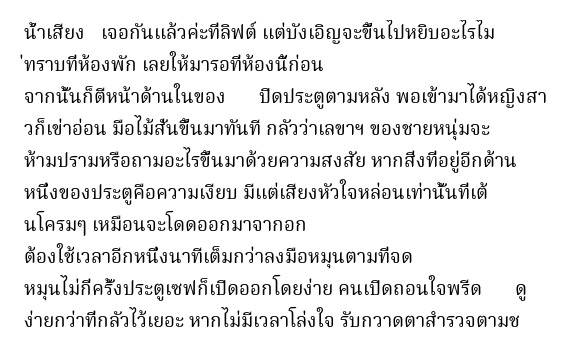 น้ำเสียง   เจอกันแล้วค่ะที่ลิฟต์ แต่บังเอิญจะขึ้นไปหยิบอะไรไม
่ทราบที่ห้องพัก เลยให้มารอที่ห้องนี้ก่อน
จากนั้นก็ตีหน้าด้านในของ       ปิดประตูตามหลัง พอเข้ามาได้หญิงสา
วก็เข่าอ่อน มือไม้สั่นขึ้นมาทันที กลัวว่าเลขาฯ ของชายหนุ่มจะ
ห้ามปรามหรือถามอะไรขึ้นมาด้วยความสงสัย หากสิ่งที่อยู่อีกด้าน
หนึ่งของประตูคือความเงียบ มีแต่เสียงหัวใจหล่อนเท่านั้นที่เต้
นโครมๆ เหมือนจะโดดออกมาจากอก
ต้องใช้เวลาอีกหนึ่งนาทีเต็มกว่าลงมือหมุนตามที่จด
หมุนไม่กี่ครั้งประตูเซฟก็เปิดออกโดยง่าย คนเปิดถอนใจพรืด       ดู
ง่ายกว่าที่กลัวไว้เยอะ หากไม่มีเวลาโล่งใจ รับกวาดตาสำรวจตามช